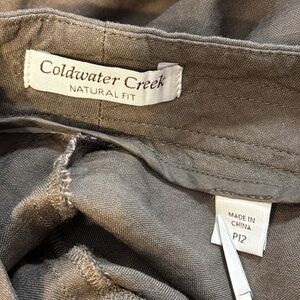 Coldwater Creek
NATURAL FIT
MADE IN
CHINA
P12